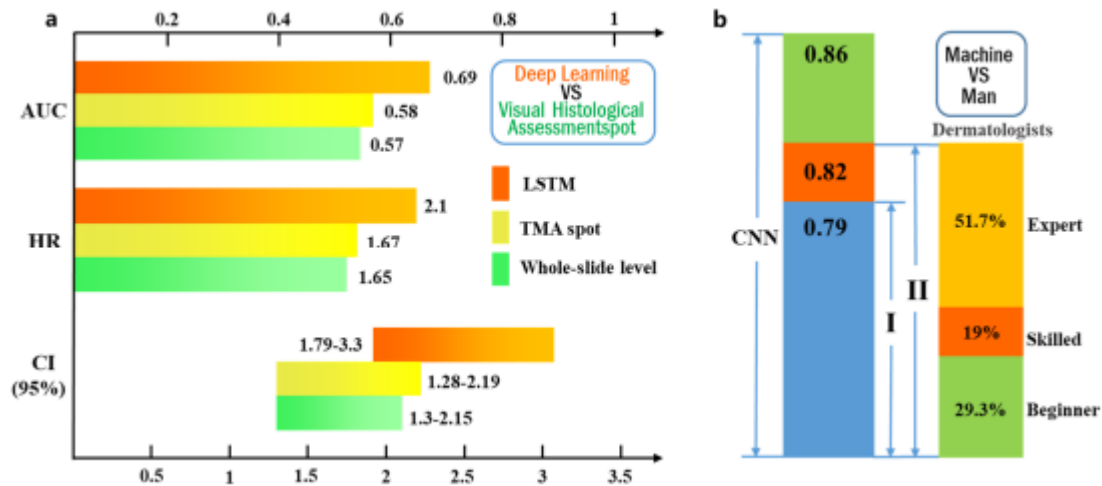 a
0.2 0.4 0.6 0.8 1
AUC
0.69
0.58
0.57
Deep Learning
VS
Visual Histological
Assessmentspot
HR
2.1
1.67
1.65
LSTM
TMA spot
Whole-slide level
CI
(95%)
1.79-3.3
1.28-2.19
1.3-2.15
0.5 1 1.5 2 2.5 3 3.5
b
CNN
0.86
0.82
0.79
I
II
Machine
VS
Man
Dermatologists
51.7% Expert
19% Skilled
29.3% Beginner